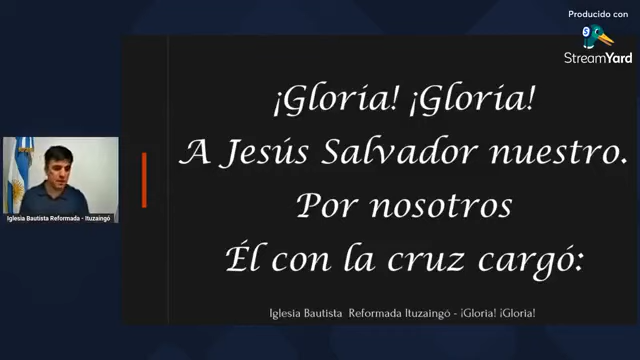 Producido con
StreamYard
¡Gloria! ¡Gloria!
A Jesús Salvador nuestro.
Por nosotros
Él con la cruz cargó:
Iglesia Bautista Reformada - Ituzaingó
Iglesia Bautista Reformada Ituzaingó - ¡Gloria! ¡Gloria!